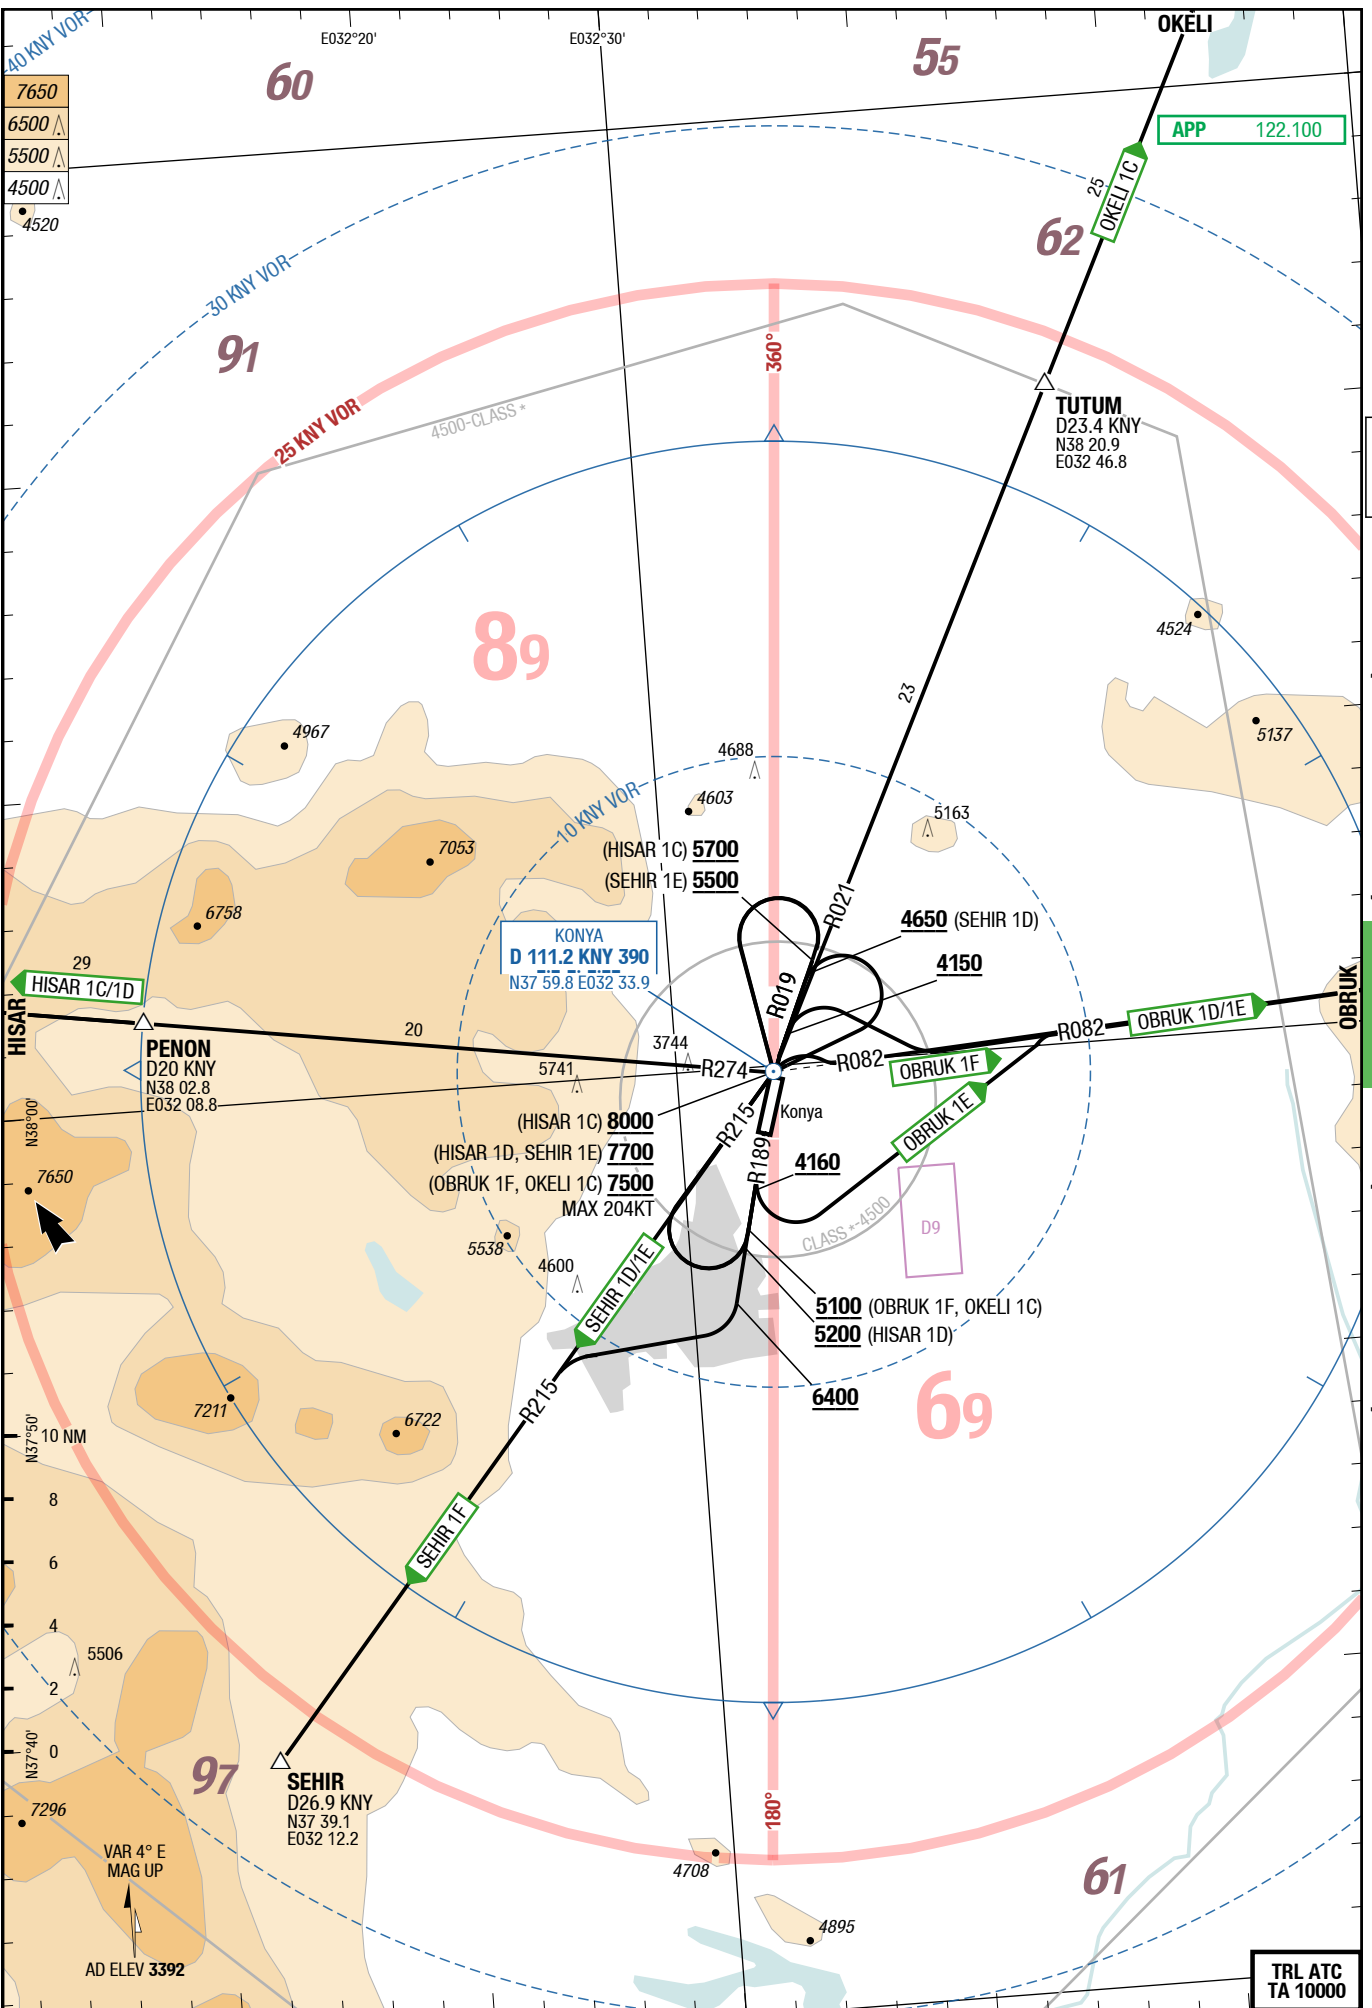 OKELI
40 KNY VOR
E032°20'
E032°30'
60
55
7650
6500
5500
4500
4520
APP 122.100
25
OKELI 1C
62
30 KNY VOR
91
360°
25 KNY VOR
4500-CLASS *
TUTUM
D23.4 KNY
N38 20.9
E032 46.8
89
4524
23
5137
4967
4688
4603
10 KNY VOR
5163
7053
(HISAR 1C) 5700
(SEHIR 1E) 5500
R021
6758
4650 (SEHIR 1D)
KONYA
D 111.2 KNY 390
N37 59.8 E032 33.9
4150
29
HISAR 1C/1D
HISAR
R019
OBRUK
OBRUK 1D/1E
R082
20
PENON
D20 KNY
N38 02.8
E032 08.8
3744
R274
R082
OBRUK 1F
5741
OBRUK 1E
N38°00'
(HISAR 1C) 8000
R215
Konya
(HISAR 1D, SEHIR 1E) 7700
R189
4160
(OBRUK 1F, OKELI 1C) 7500
MAX 204KT
7650
CLASS *-4500
D9
5538
4600
SEHIR 1D/1E
5100 (OBRUK 1F, OKELI 1C)
5200 (HISAR 1D)
6400
69
7211
6722
R215
N37°50'
10 NM
8
6
4
2
0
SEHIR 1F
5506
N37°40'
97
SEHIR
D26.9 KNY
N37 39.1
E032 12.2
180°
7296
VAR 4° E
MAG UP
4708
61
4895
AD ELEV 3392
TRL ATC
TA 10000